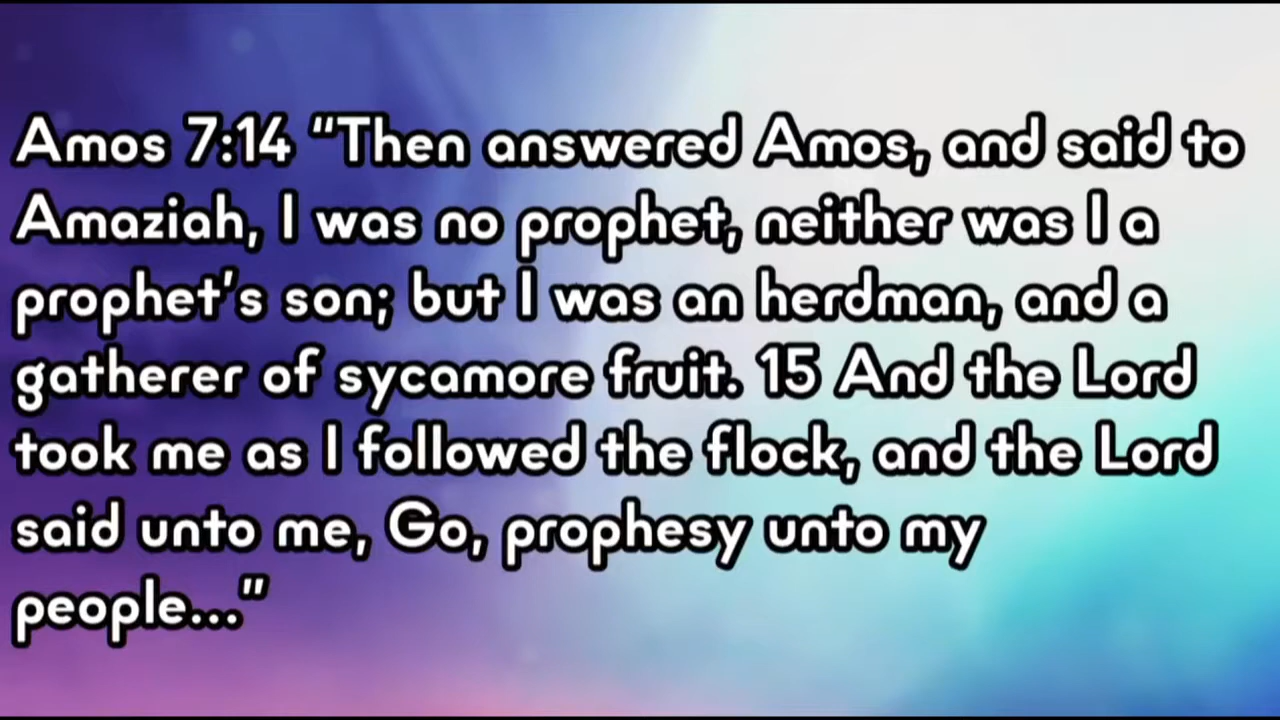 Amos 7:14 “Then answered Amos, and said to
Amaziah, I was no prophet, neither was I a
prophet’s son; but I was an herdman, and a
gatherer of sycamore fruit. 15 And the Lord
took me as I followed the flock, and the Lord
said unto me, Go, prophesy unto my
people...”